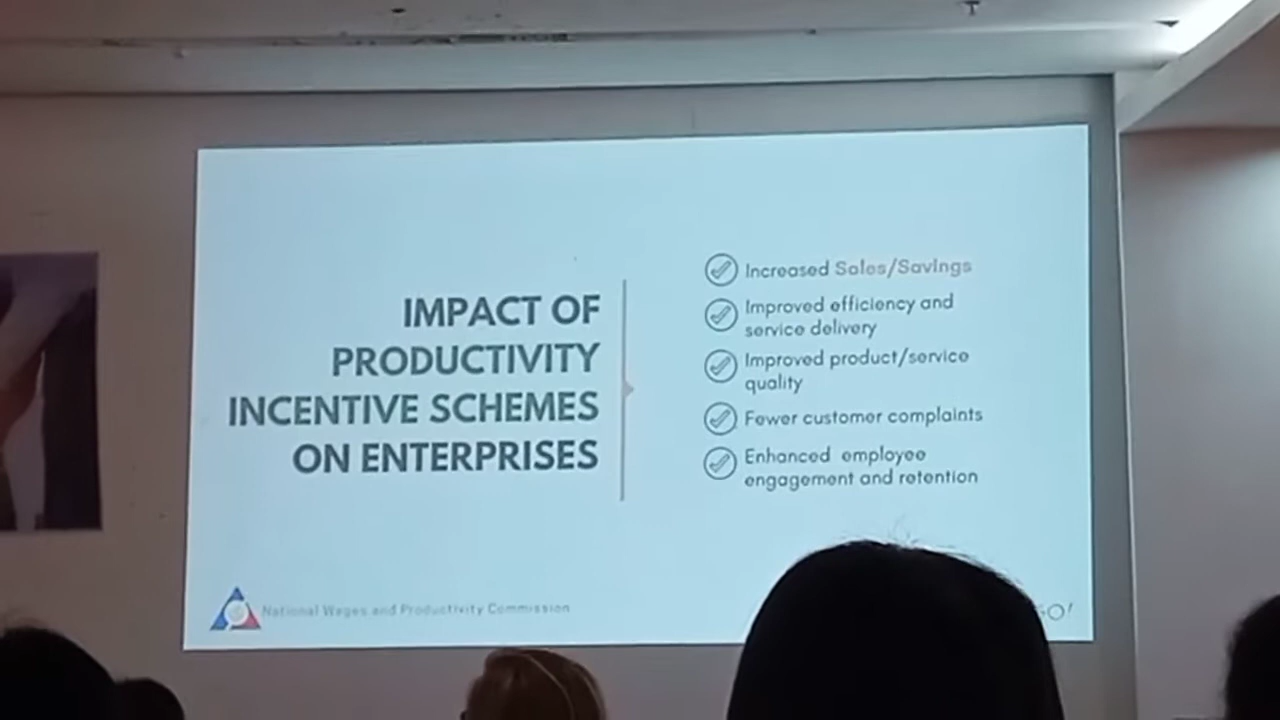 IMPACT OF
PRODUCTIVITY
INCENTIVE SCHEMES
ON ENTERPRISES
Increased Sales/Savings
Improved efficiency and
service delivery
Improved product/service
quality
Fewer customer complaints
Enhanced employee
engagement and retention
National Wages and Productivity Commission